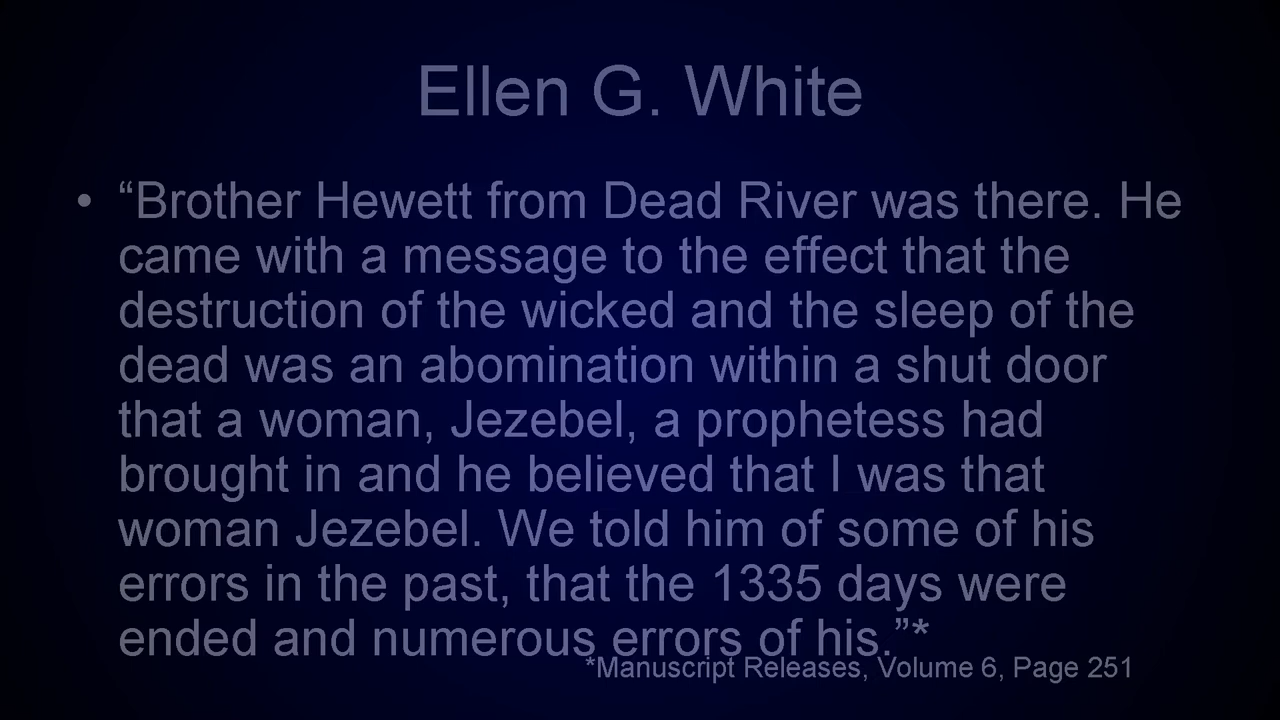 Ellen G. White
• “Brother Hewett from Dead River was there. He
came with a message to the effect that the
destruction of the wicked and the sleep of the
dead was an abomination within a shut door
that a woman, Jezebel, a prophetess had
brought in and he believed that I was that
woman Jezebel. We told him of some of his
errors in the past, that the 1335 days were
ended and numerous errors of his.”*
*Manuscript Releases, Volume 6, Page 251